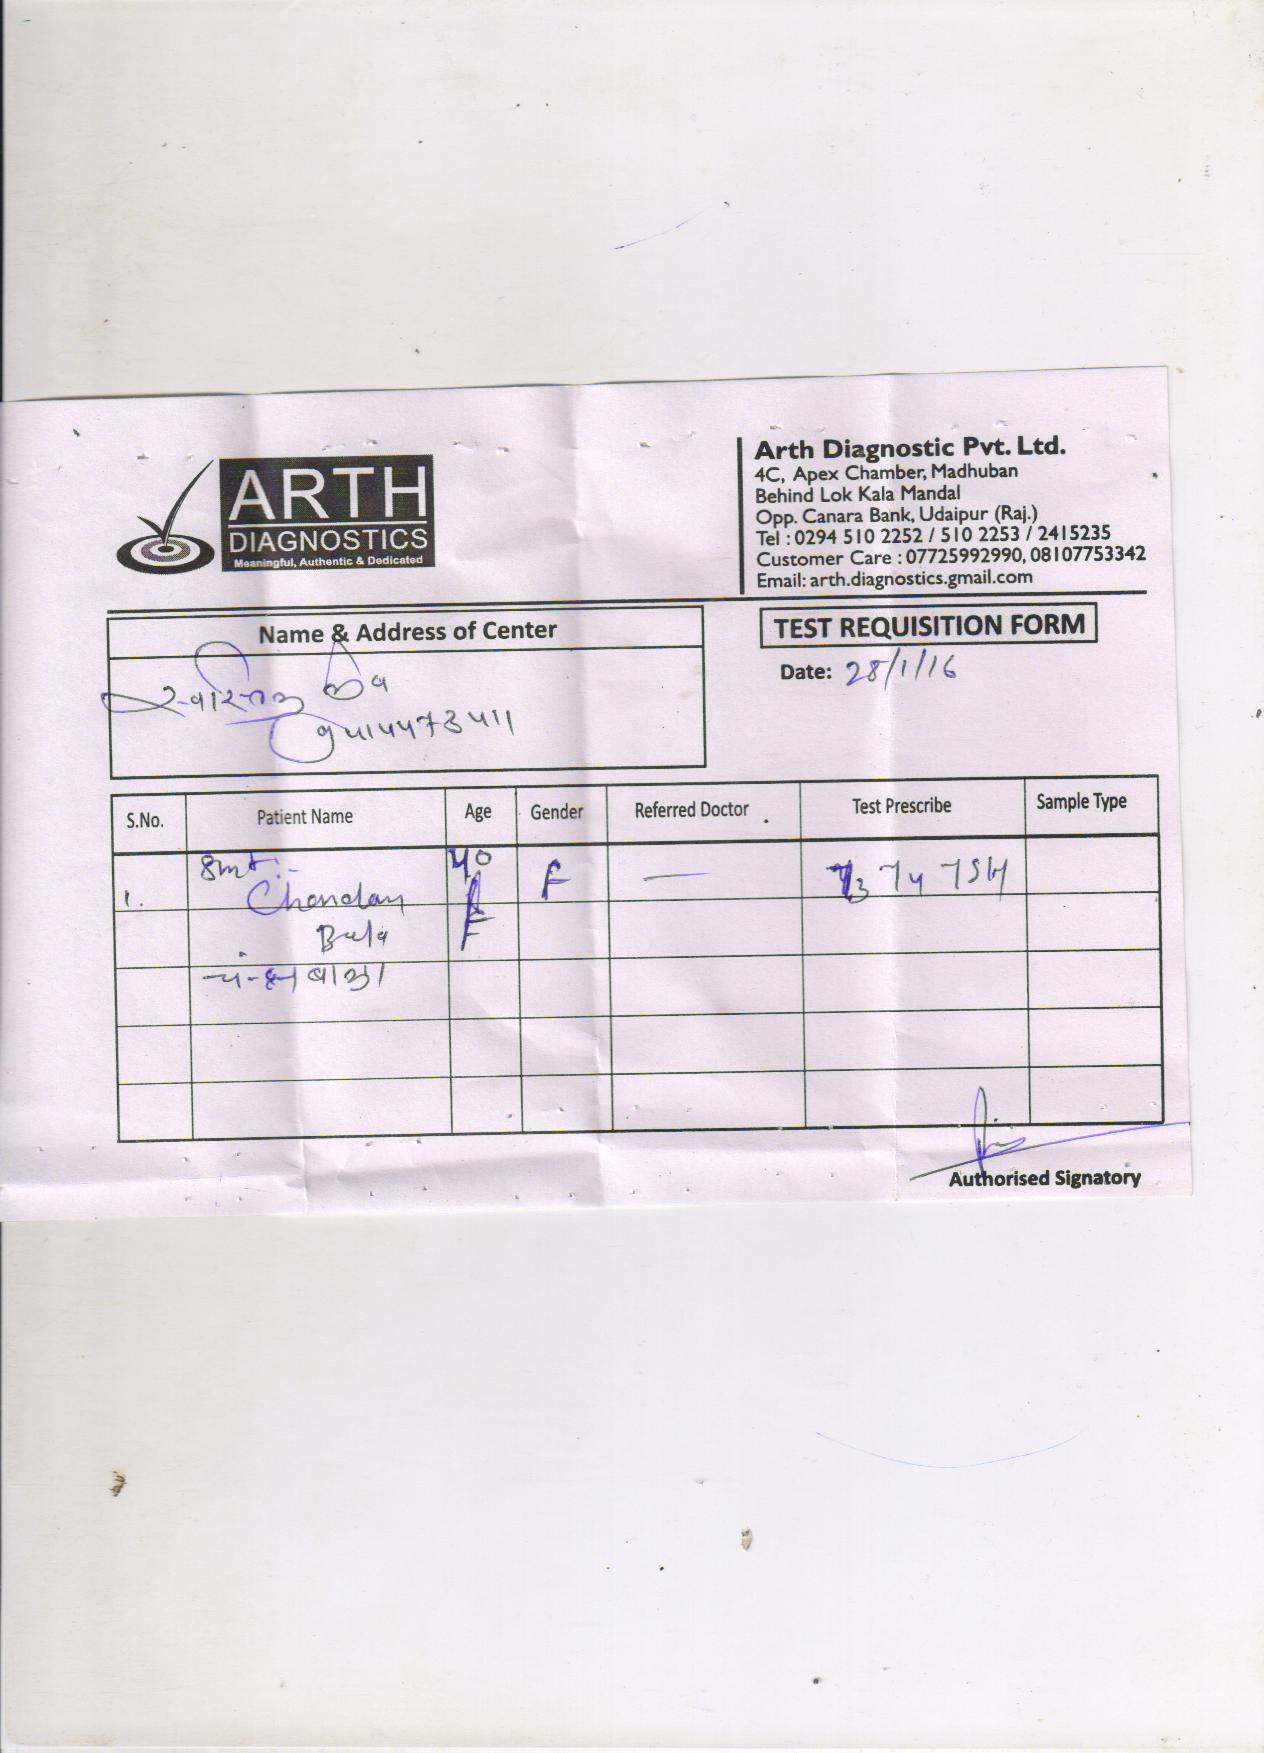 ARTH
DIAGNOSTICS
Meaningful, Authentic & Dedicated
Arth Diagnostic Pvt. Ltd.
4C, Apex Chamber, Madhuban
Behind Lok Kala Mandal
Opp. Canara Bank, Udaipur (Raj.)
Tel : 0294 510 2252 / 510 2253 / 2415235
Customer Care : 07725992990, 08107753342
Email: arth.diagnostics.gmail.com
Name & Address of Center
TEST REQUISITION FORM
Date: 28/1/16
S.No. Patient Name Age Gender Referred Doctor Test Prescribe Sample Type
1. Smt :- 40 F — T3 T4 TSH
Chandan F
Bala
Authorised Signatory